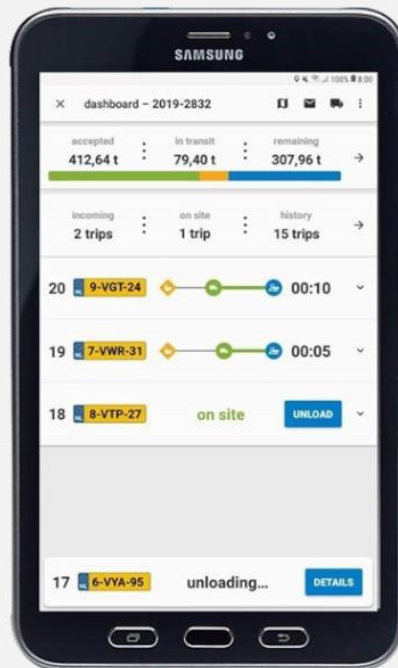 SAMSUNG
100% 8:00
× dashboard – 2019-2832
accepted in transit remaining
412,64 t 79,40 t 307,96 t
incoming on site history
2 trips 1 trip 15 trips
20 9-VGT-24 00:10
19 7-VWR-31 00:05
18 8-VTP-27 on site UNLOAD
17 6-VYA-95 unloading... DETAILS